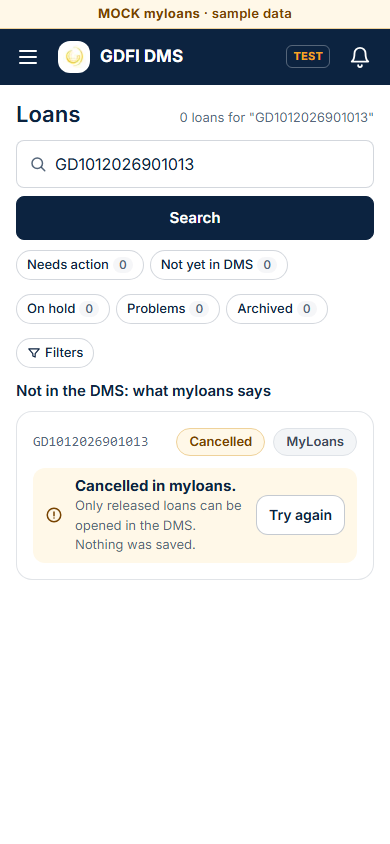 MOCK myloans · sample data
GDFI DMS
TEST
Loans
0 loans for "GD1012026901013"
GD1012026901013
Search
Needs action 0
Not yet in DMS 0
On hold 0
Problems 0
Archived 0
Filters
Not in the DMS: what myloans says
GD1012026901013
Cancelled
MyLoans
Cancelled in myloans.
Only released loans can be
opened in the DMS.
Nothing was saved.
Try again